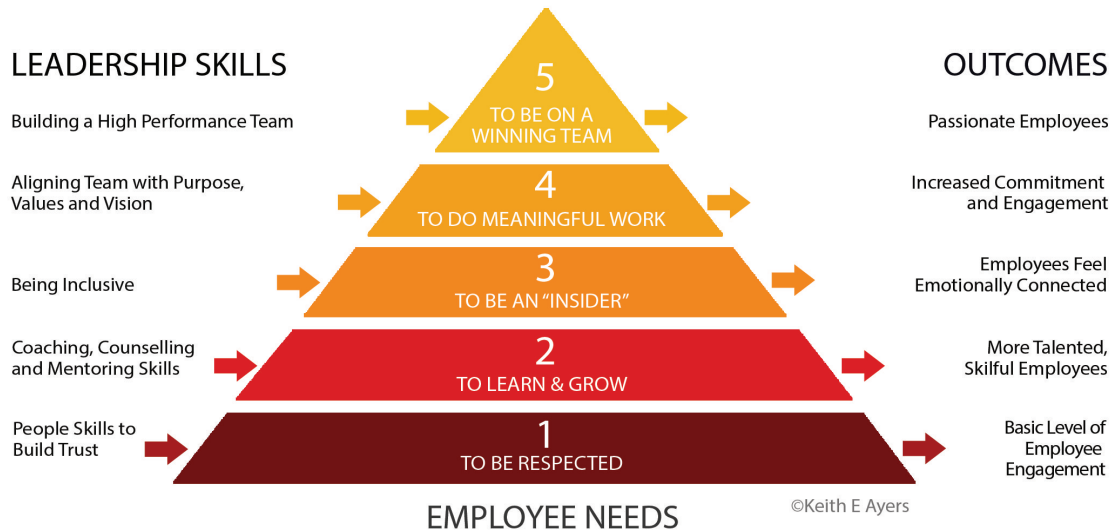 LEADERSHIP SKILLS
OUTCOMES
5
TO BE ON A
WINNING TEAM
Building a High Performance Team
Passionate Employees
Aligning Team with Purpose,
Values and Vision
4
TO DO MEANINGFUL WORK
Increased Commitment
and Engagement
Being Inclusive
3
TO BE AN “INSIDER”
Employees Feel
Emotionally Connected
Coaching, Counselling
and Mentoring Skills
2
TO LEARN & GROW
More Talented,
Skilful Employees
People Skills to
Build Trust
1
TO BE RESPECTED
Basic Level of
Employee
Engagement
©Keith E Ayers
EMPLOYEE NEEDS